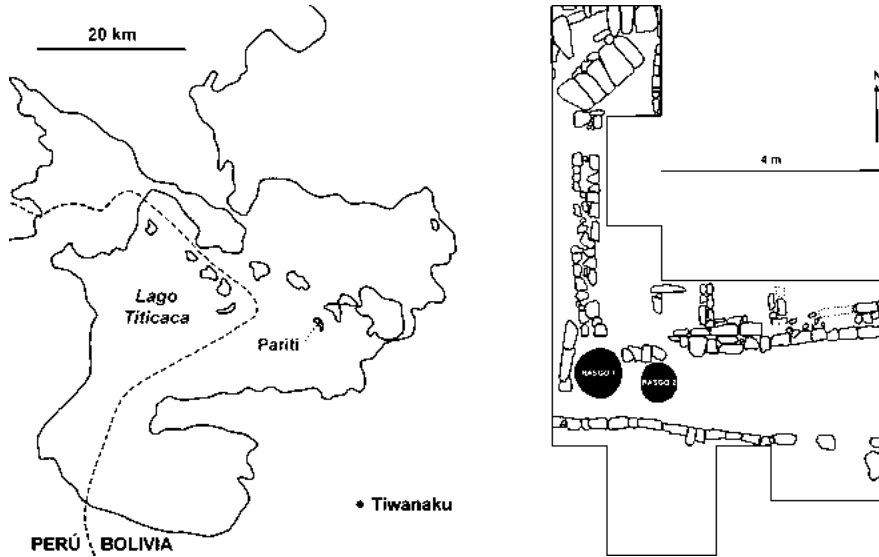 20 km
Lago
Titicaca
Pariti
Tiwanaku
PERÚ
BOLIVIA
N
4 m
RASGO 1
RASGO 2